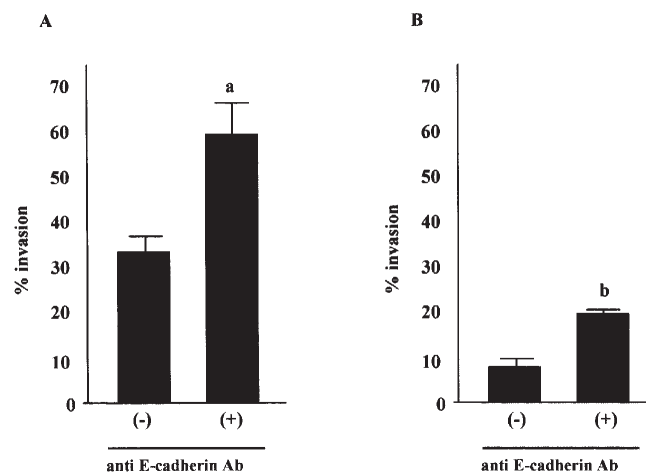 A
70
60
50
40
30
20
10
0
% invasion
a
(-)
(+)
anti E-cadherin Ab
B
70
60
50
40
30
20
10
0
% invasion
b
(-)
(+)
anti E-cadherin Ab